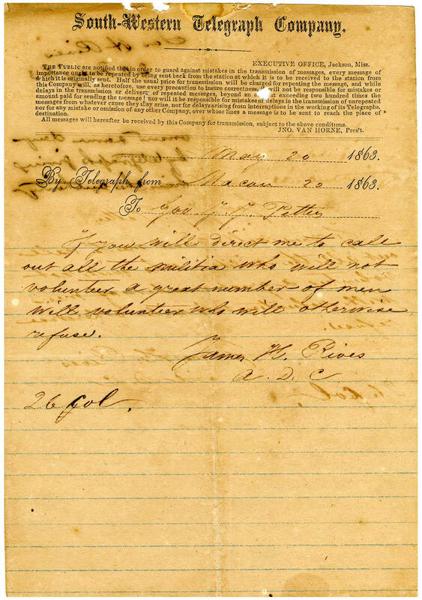 South-Western Telegraph Company.
EXECUTIVE OFFICE, Jackson, Miss.
THE PUBLIC are notified that in order to guard against mistakes in the transmission of messages, every message of
importance ought to be repeated by being sent back from the station at which it is to be received to the station from
which it is originally sent. Half the usual price for transmission will be charged for repeating the message, and while
this Company will, as heretofore, use every precaution to insure correctness, it will not be responsible for mistakes or
delays in the transmission or delivery of repeated messages, beyond an amount exceeding two hundred times the
amount paid for sending the message; nor will it be responsible for mistakes or delays in the transmission of unrepeated
messages from whatever cause they may arise, nor for delays arising from interruptions in the working of its Telegraphs,
nor for any mistake or omission of any other Company, over whose lines a message is to be sent to reach the place of
destination.
All messages will hereafter be received by this Company for transmission, subject to the above conditions.
JNO. VAN HORNE, Pres't.
20 1863.
By Telegraph from Macon 20 1863.
To Gov J. J. Pettus
If you will direct me to call
out all the militia who will not
volunteer a great number of men
will volunteer who will otherwise
refuse.
James H. Rives
A. D. C
26